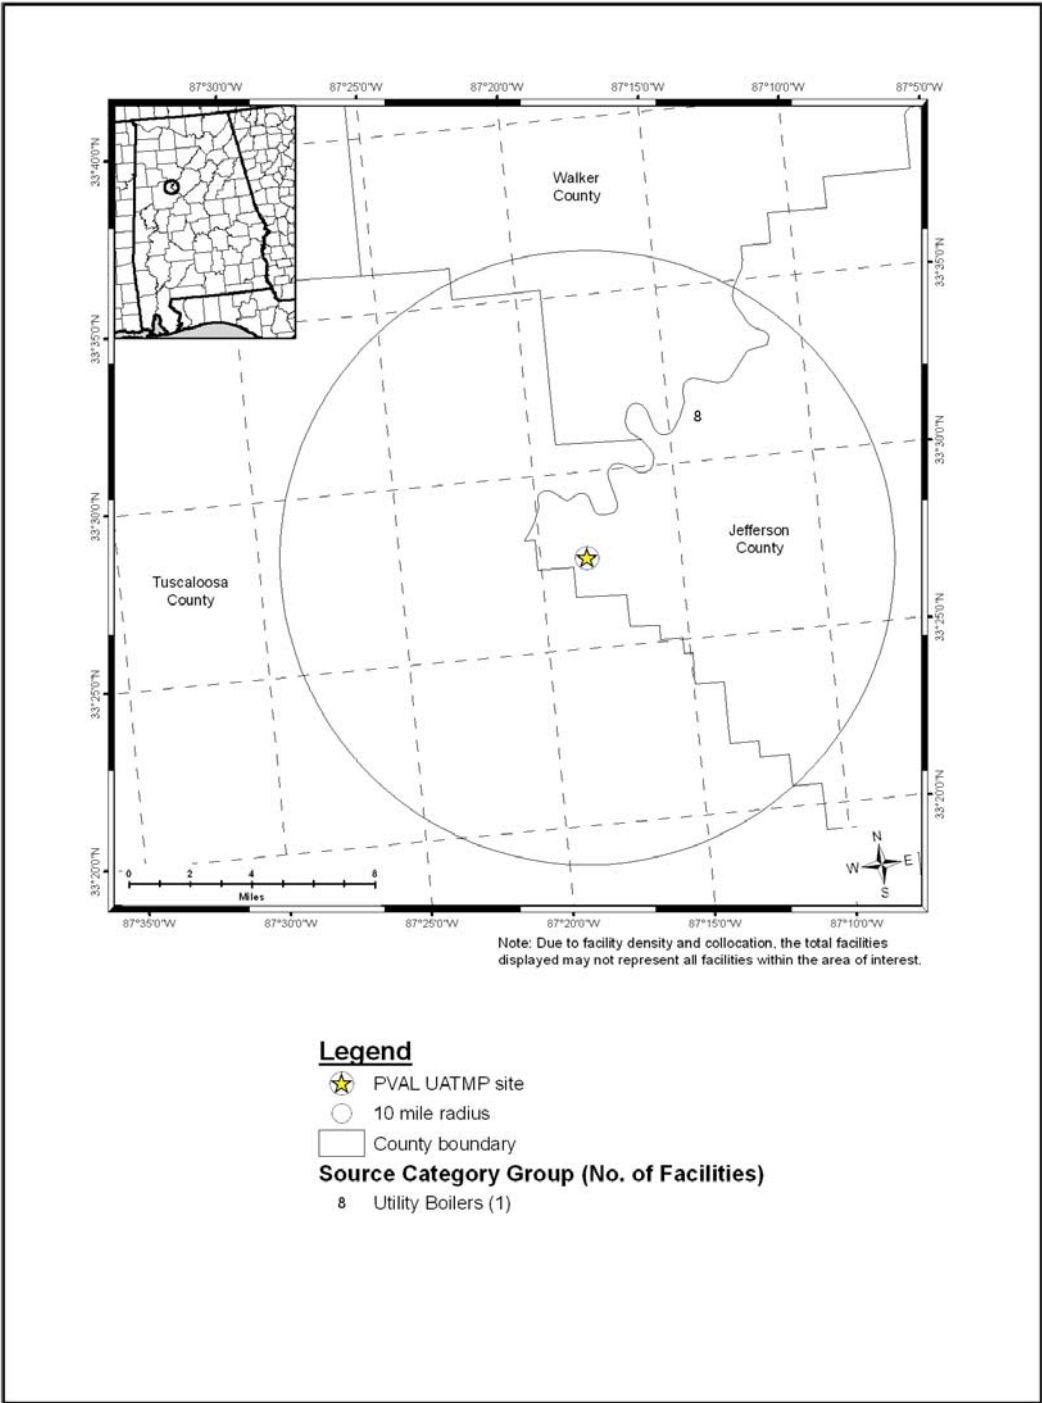 87°30'0"W 87°25'0"W 87°20'0"W 87°15'0"W 87°10'0"W 87°5'0"W
33°40'0"N
Walker
County
33°35'0"N
33°35'0"N
8
33°30'0"N
33°30'0"N
Jefferson
County
Tuscaloosa
County
33°25'0"N
33°25'0"N
33°20'0"N
33°20'0"N
N
W E
S
0 2 4 8
Miles
87°35'0"W 87°30'0"W 87°25'0"W 87°20'0"W 87°15'0"W 87°10'0"W
Note: Due to facility density and collocation, the total facilities
displayed may not represent all facilities within the area of interest.
Legend
PVAL UATMP site
10 mile radius
County boundary
Source Category Group (No. of Facilities)
8 Utility Boilers (1)